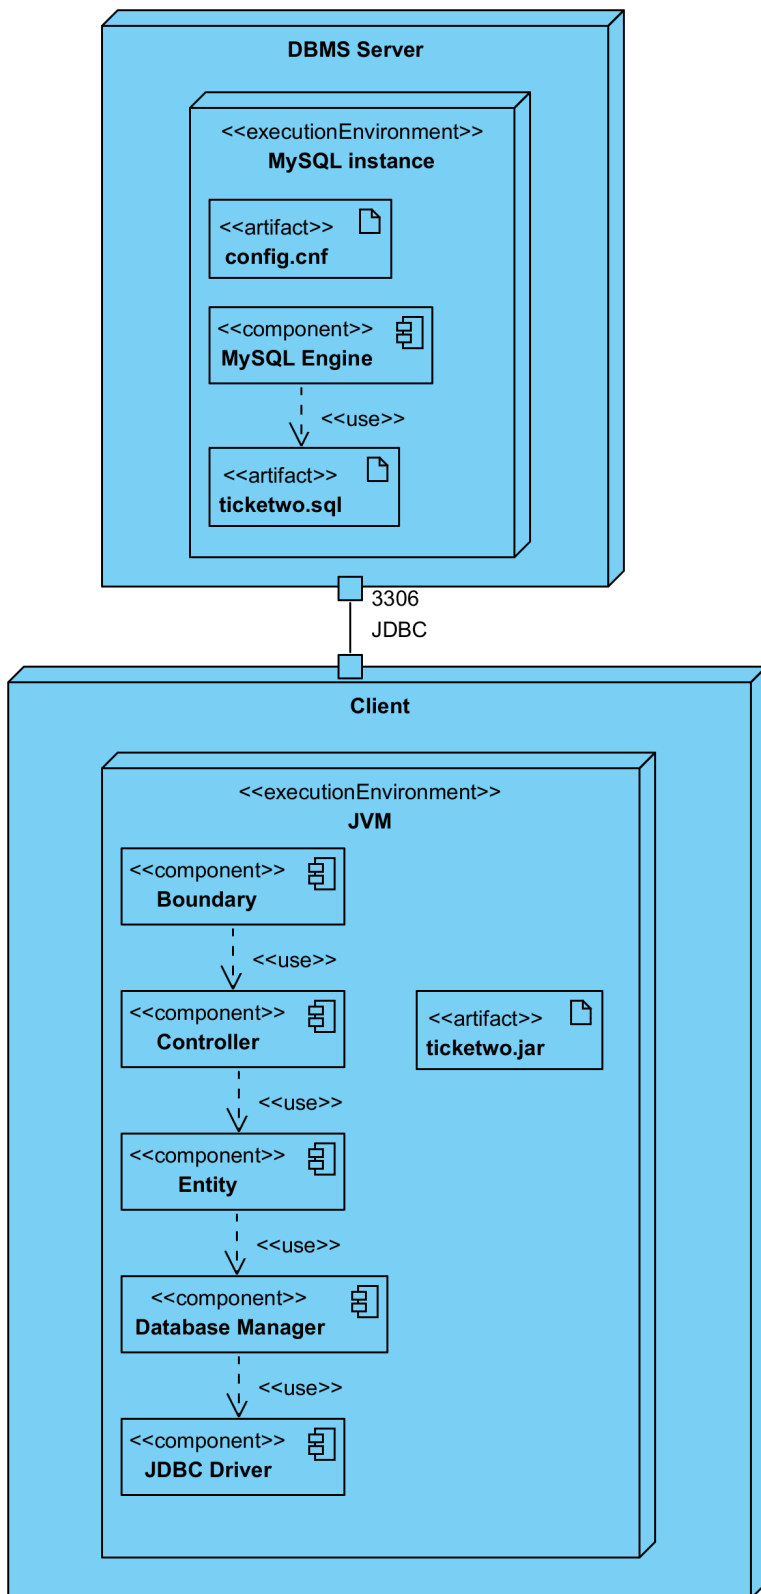 DBMS Server
<<executionEnvironment>>
MySQL instance
<<artifact>>
config.cnf
<<component>>
MySQL Engine
<<use>>
<<artifact>>
ticketwo.sql
3306
JDBC
Client
<<executionEnvironment>>
JVM
<<component>>
Boundary
<<use>>
<<component>>
Controller
<<artifact>>
ticketwo.jar
<<use>>
<<component>>
Entity
<<use>>
<<component>>
Database Manager
<<use>>
<<component>>
JDBC Driver